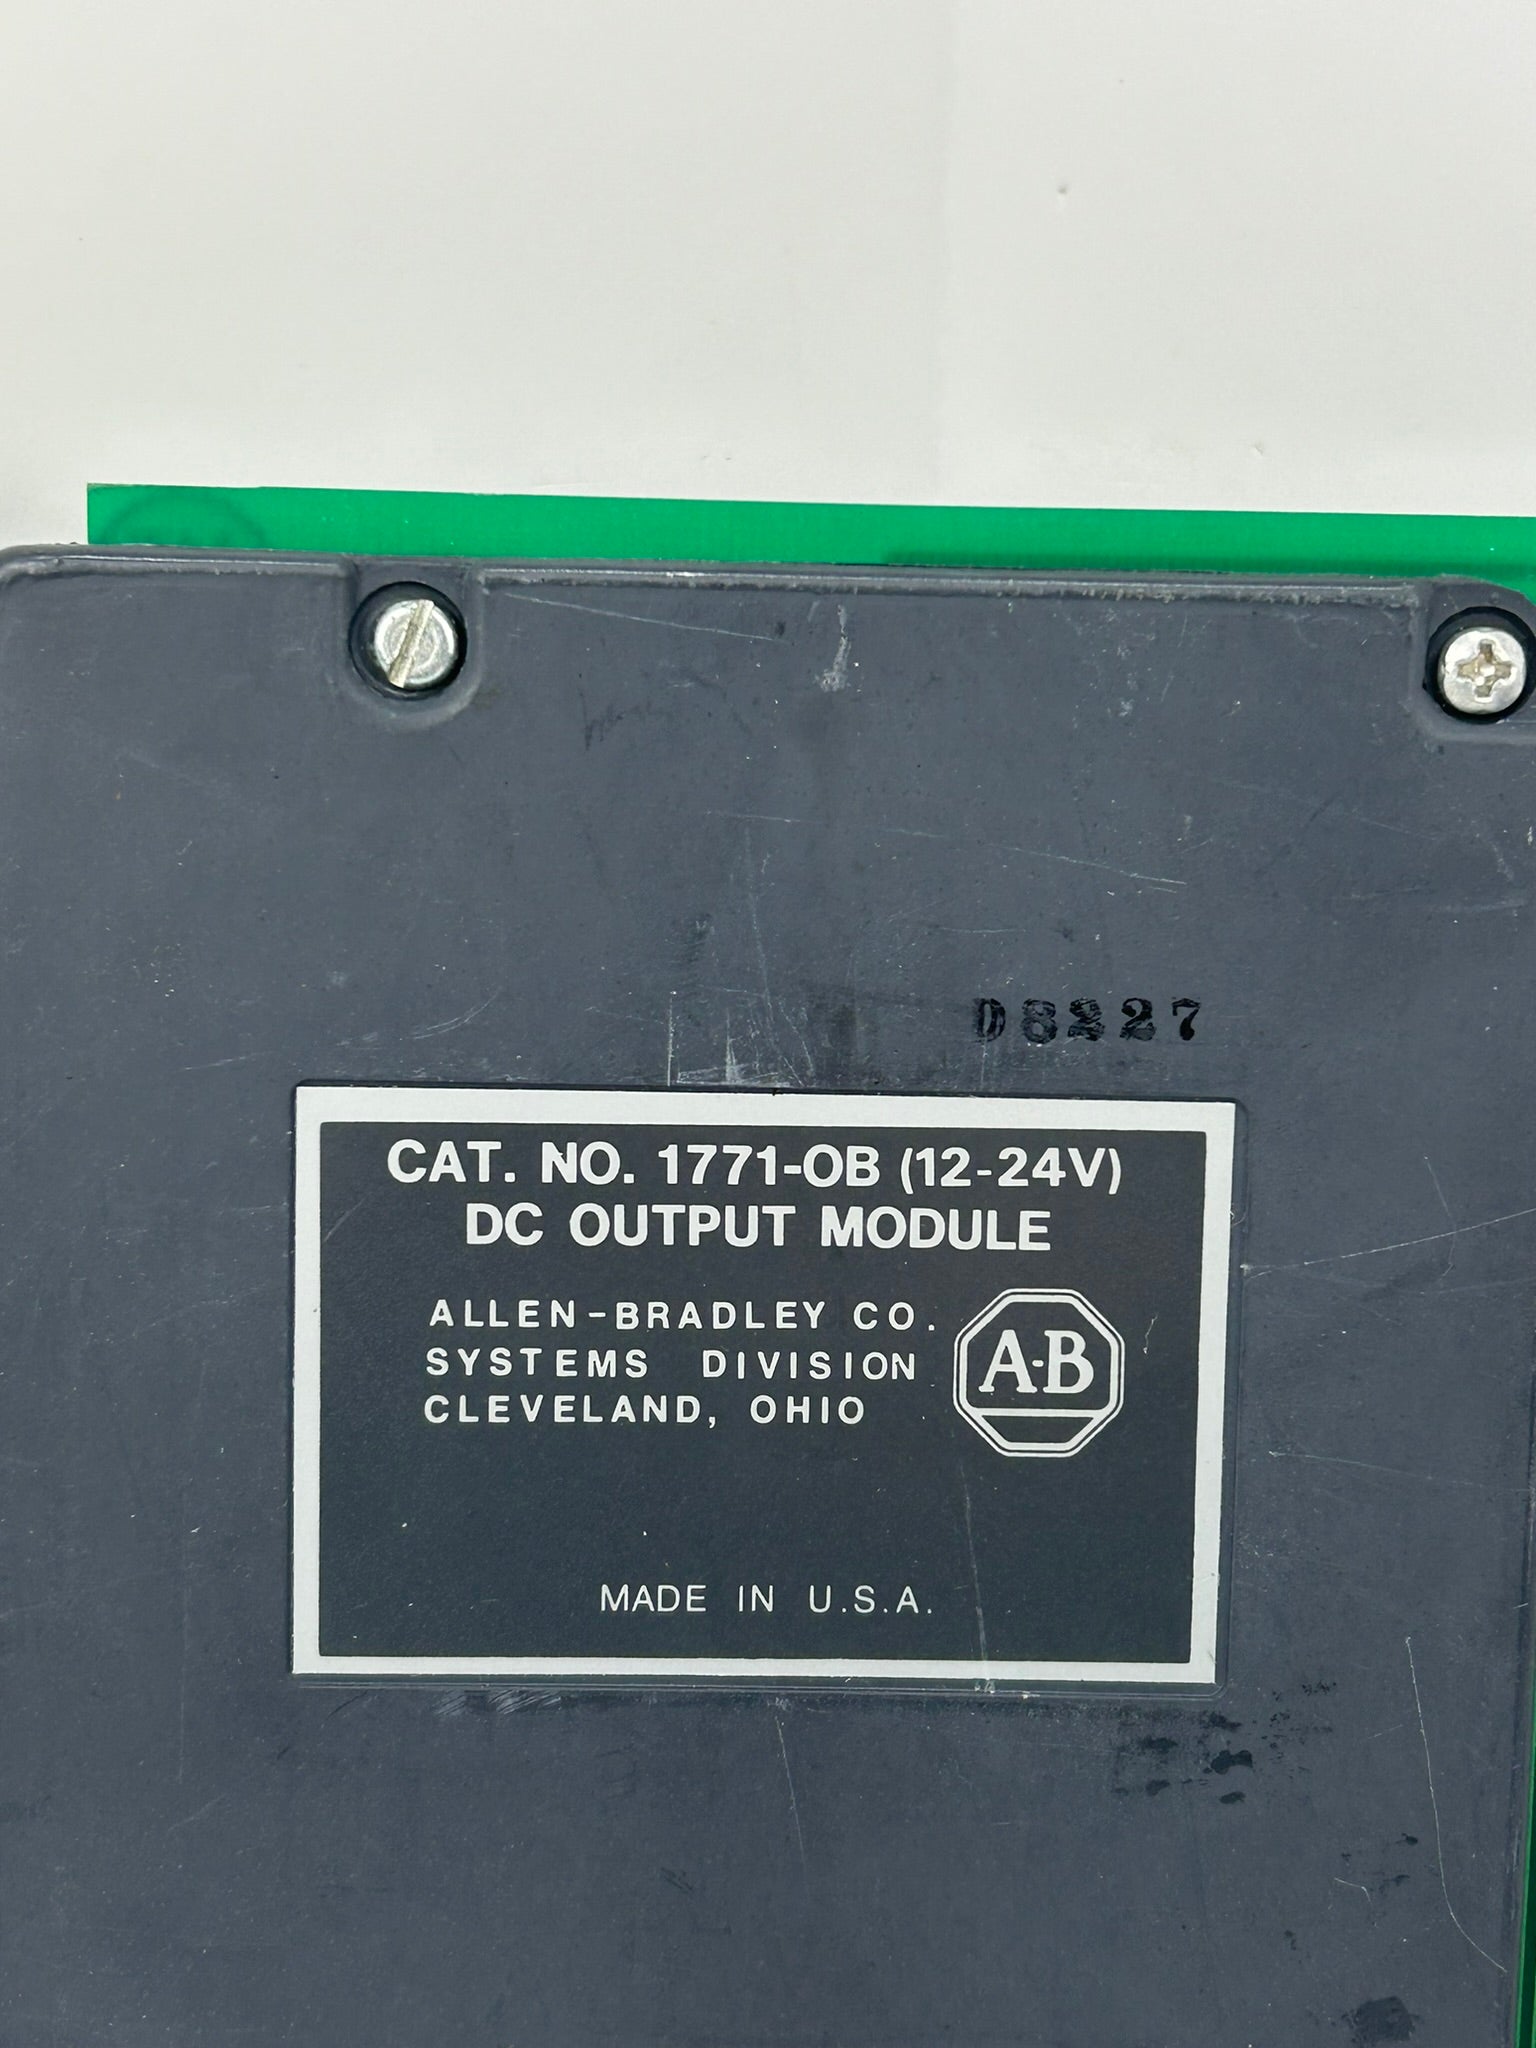 D8227
CAT. NO. 1771-OB (12-24V)
DC OUTPUT MODULE
ALLEN-BRADLEY CO.
SYSTEMS DIVISION
CLEVELAND, OHIO
A-B
MADE IN U.S.A.